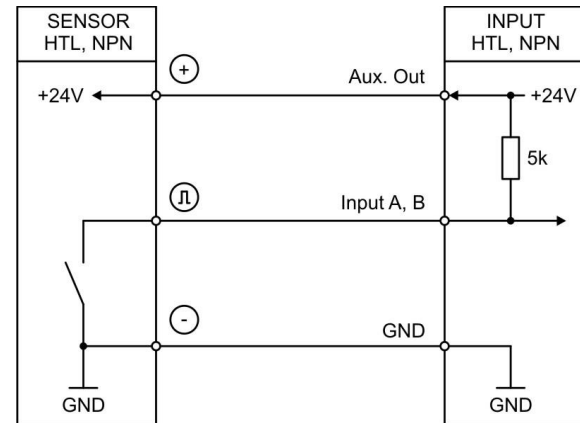 SENSOR
HTL, NPN
INPUT
HTL, NPN
+
Aux. Out
+24V
+24V
5k
Input A, B
-
GND
GND
GND